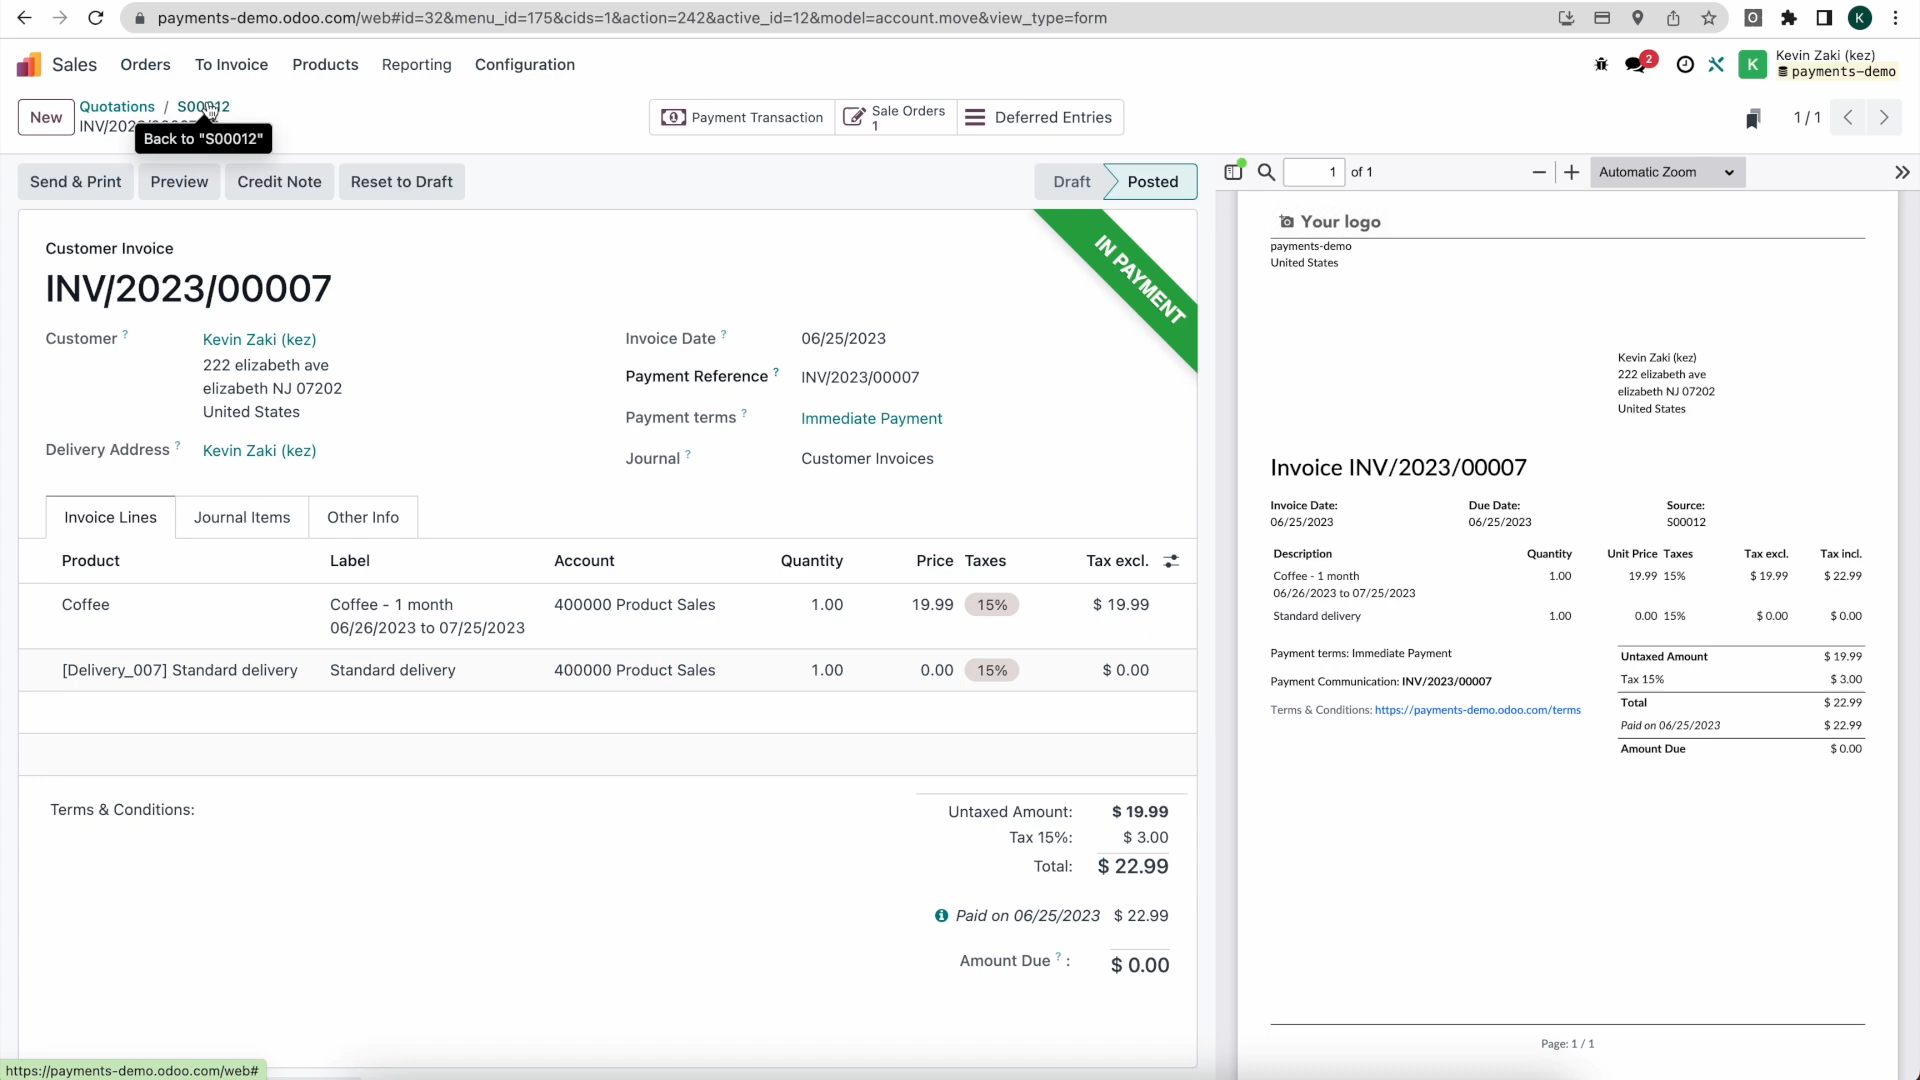 payments-demo.odoo.com/web#id=32&menu_id=175&cids=1&action=242&active_id=12&model=account.move&view_type=form
K
Sales Orders To Invoice Products Reporting Configuration
2
K
Kevin Zaki (kez)
payments-demo
New
Quotations / S00012
Back to "S00012"
Payment Transaction
Sale Orders
1
Deferred Entries
1 / 1
Send & Print Preview Credit Note Reset to Draft
Draft Posted
1 of 1
Automatic Zoom
IN PAYMENT
Customer Invoice
INV/2023/00007
Customer ? Kevin Zaki (kez)
222 elizabeth ave
elizabeth NJ 07202
United States
Delivery Address ? Kevin Zaki (kez)
Invoice Date ? 06/25/2023
Payment Reference ? INV/2023/00007
Payment terms ? Immediate Payment
Journal ? Customer Invoices
Invoice Lines Journal Items Other Info
Product Label Account Quantity Price Taxes Tax excl.
Coffee Coffee - 1 month 400000 Product Sales 1.00 19.99 15% $ 19.99
06/26/2023 to 07/25/2023
[Delivery_007] Standard delivery Standard delivery 400000 Product Sales 1.00 0.00 15% $ 0.00
Terms & Conditions:
Untaxed Amount: $ 19.99
Tax 15%: $ 3.00
Total: $ 22.99
Paid on 06/25/2023 $ 22.99
Amount Due ? : $ 0.00
Your logo
payments-demo
United States
Kevin Zaki (kez)
222 elizabeth ave
elizabeth NJ 07202
United States
Invoice INV/2023/00007
Invoice Date: Due Date: Source:
06/25/2023 06/25/2023 S00012
Description Quantity Unit Price Taxes Tax excl. Tax incl.
Coffee - 1 month 1.00 19.99 15% $ 19.99 $ 22.99
06/26/2023 to 07/25/2023
Standard delivery 1.00 0.00 15% $ 0.00 $ 0.00
Payment terms: Immediate Payment
Payment Communication: INV/2023/00007
Terms & Conditions: https://payments-demo.odoo.com/terms
Untaxed Amount $ 19.99
Tax 15% $ 3.00
Total $ 22.99
Paid on 06/25/2023 $ 22.99
Amount Due $ 0.00
Page: 1 / 1
https://payments-demo.odoo.com/web#